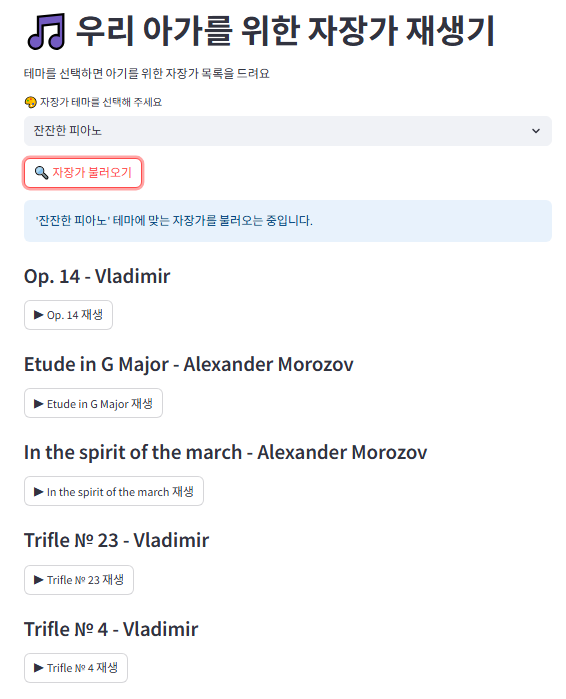 🎵 우리 아가를 위한 자장가 재생기
테마를 선택하면 아기를 위한 자장가 목록을 드려요
🎨 자장가 테마를 선택해 주세요
잔잔한 피아노
🔍 자장가 불러오기
'잔잔한 피아노' 테마에 맞는 자장가를 불러오는 중입니다.
Op. 14 - Vladimir
▶ Op. 14 재생
Etude in G Major - Alexander Morozov
▶ Etude in G Major 재생
In the spirit of the march - Alexander Morozov
▶ In the spirit of the march 재생
Trifle № 23 - Vladimir
▶ Trifle № 23 재생
Trifle № 4 - Vladimir
▶ Trifle № 4 재생